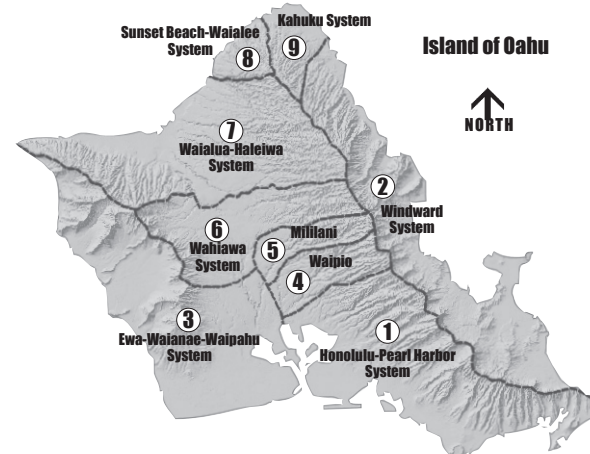 Kahuku System
9
Sunset Beach-Waialee
System
8
Island of Oahu
NORTH
7
Waialua-Haleiwa
System
2
Windward
System
6
Wahiawa
System
Mililani
5
Waipio
4
3
Ewa-Waianae-Waipahu
System
1
Honolulu-Pearl Harbor
System